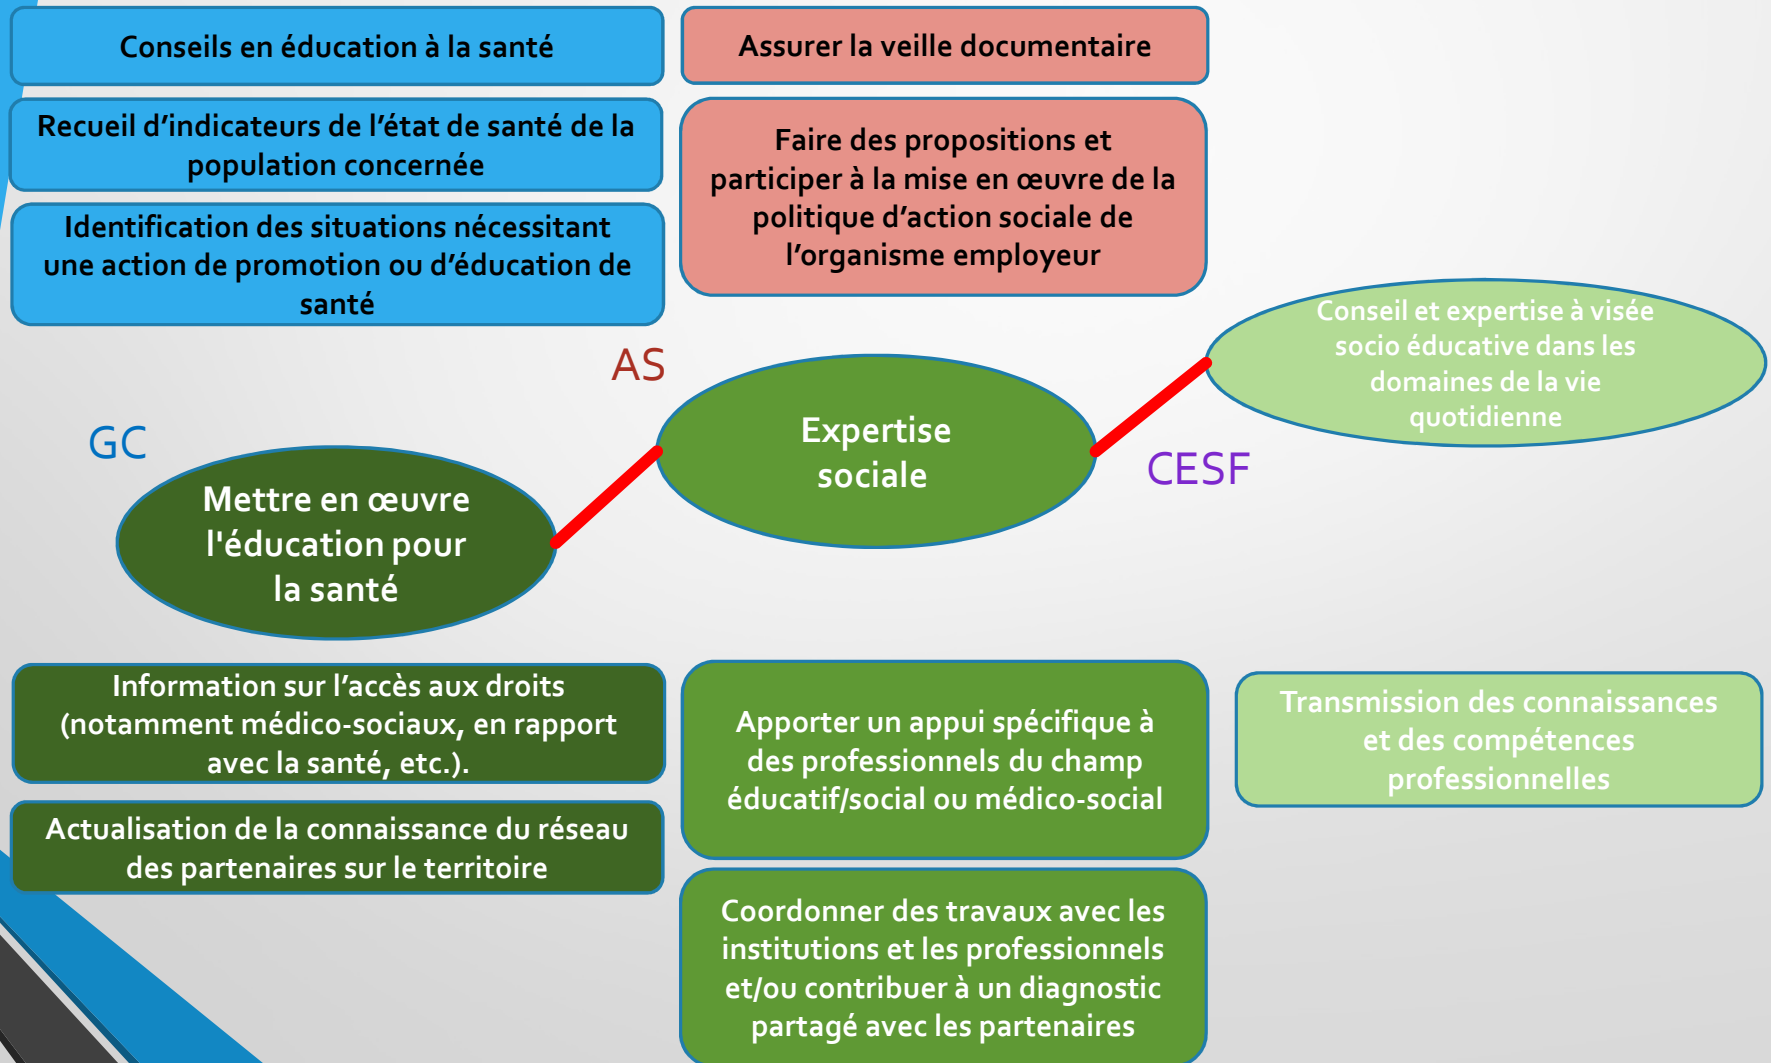 Conseils en éducation à la santé
Assurer la veille documentaire
Recueil d’indicateurs de l’état de santé de la
population concernée
Faire des propositions et
participer à la mise en œuvre de la
politique d’action sociale de
l’organisme employeur
Identification des situations nécessitant
une action de promotion ou d’éducation de
santé
Conseil et expertise à visée
socio éducative dans les
domaines de la vie
quotidienne
AS
Expertise
sociale
GC
CESF
Mettre en œuvre
l'éducation pour
la santé
Information sur l’accès aux droits
(notamment médico-sociaux, en rapport
avec la santé, etc.).
Apporter un appui spécifique à
des professionnels du champ
éducatif/social ou médico-social
Transmission des connaissances
et des compétences
professionnelles
Actualisation de la connaissance du réseau
des partenaires sur le territoire
Coordonner des travaux avec les
institutions et les professionnels
et/ou contribuer à un diagnostic
partagé avec les partenaires